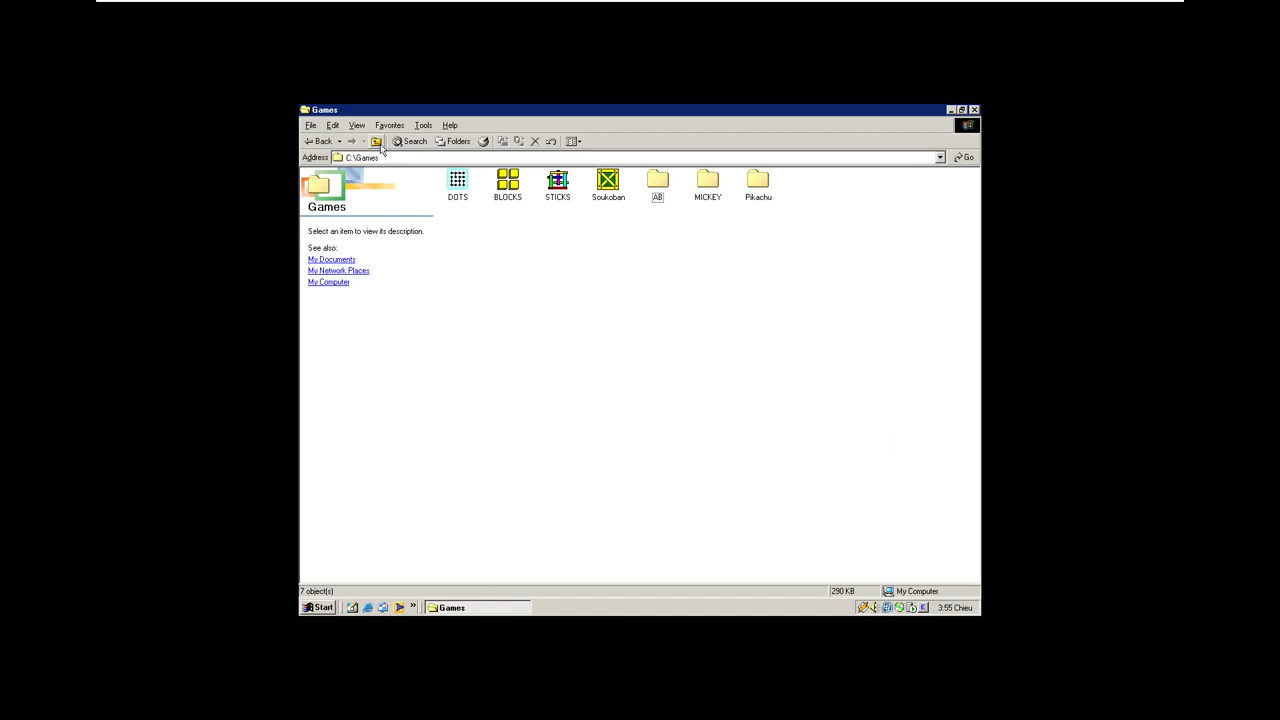 Games
File Edit View Favorites Tools Help
Back Search Folders
Address C:\Games Go
DOTS BLOCKS STICKS Soukoban AB MICKEY Pikachu
Games
Select an item to view its description.
See also:
My Documents
My Network Places
My Computer
7 object(s) 290 KB My Computer
Start » Games 3:55 Chieu